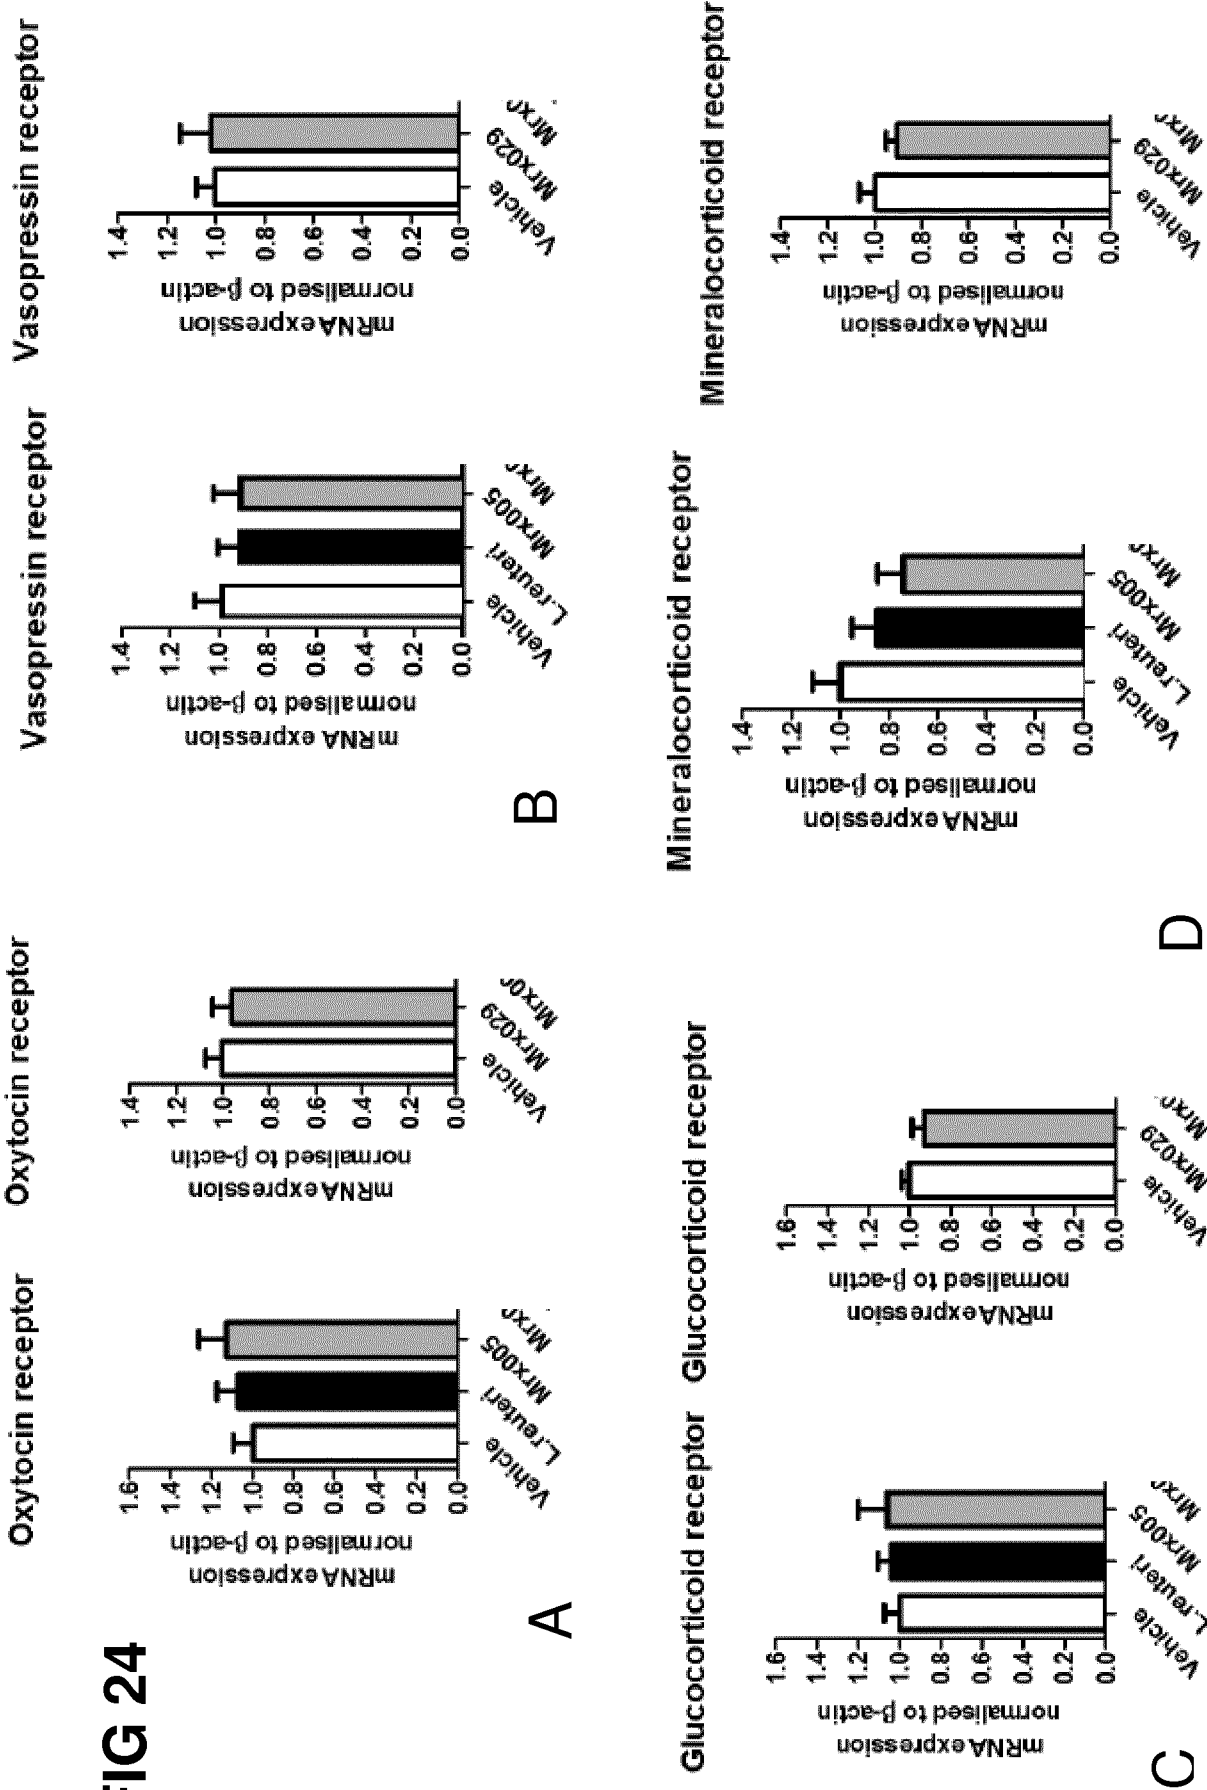 FIG 24
Oxytocin receptor
mRNA expression
normalised to β-actin
1.6
1.4
1.2
1.0
0.8
0.6
0.4
0.2
0.0
Vehicle
L.reuteri
Mrx005
Oxytocin receptor
mRNA expression
normalised to β-actin
1.4
1.2
1.0
0.8
0.6
0.4
0.2
0.0
Vehicle
Mrx029
A
Vasopressin receptor
mRNA expression
normalised to β-actin
1.4
1.2
1.0
0.8
0.6
0.4
0.2
0.0
Vehicle
L.reuteri
Mrx005
Vasopressin receptor
mRNA expression
normalised to β-actin
1.4
1.2
1.0
0.8
0.6
0.4
0.2
0.0
Vehicle
Mrx029
B
Glucocorticoid receptor
mRNA expression
normalised to β-actin
1.6
1.4
1.2
1.0
0.8
0.6
0.4
0.2
0.0
Vehicle
L.reuteri
Mrx005
Glucocorticoid receptor
mRNA expression
normalised to β-actin
1.6
1.4
1.2
1.0
0.8
0.6
0.4
0.2
0.0
Vehicle
Mrx029
C
Mineralocorticoid receptor
mRNA expression
normalised to β-actin
1.4
1.2
1.0
0.8
0.6
0.4
0.2
0.0
Vehicle
L.reuteri
Mrx005
Mineralocorticoid receptor
mRNA expression
normalised to β-actin
1.4
1.2
1.0
0.8
0.6
0.4
0.2
0.0
Vehicle
Mrx029
D